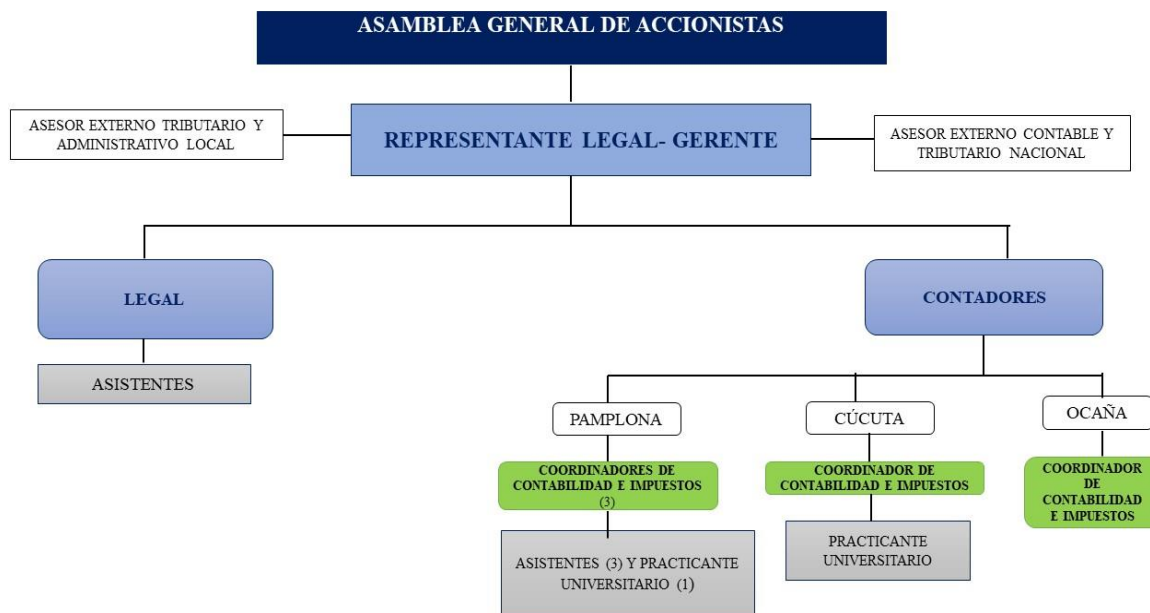 ASAMBLEA GENERAL DE ACCIONISTAS
ASESOR EXTERNO TRIBUTARIO Y
ADMINISTRATIVO LOCAL
REPRESENTANTE LEGAL- GERENTE
ASESOR EXTERNO CONTABLE Y
TRIBUTARIO NACIONAL
LEGAL
CONTADORES
ASISTENTES
PAMPLONA
CÚCUTA
OCAÑA
COORDINADORES DE
CONTABILIDAD E IMPUESTOS
(3)
COORDINADOR DE
CONTABILIDAD E IMPUESTOS
COORDINADOR
DE
CONTABILIDAD
E IMPUESTOS
ASISTENTES (3) Y PRACTICANTE
UNIVERSITARIO (1)
PRACTICANTE
UNIVERSITARIO